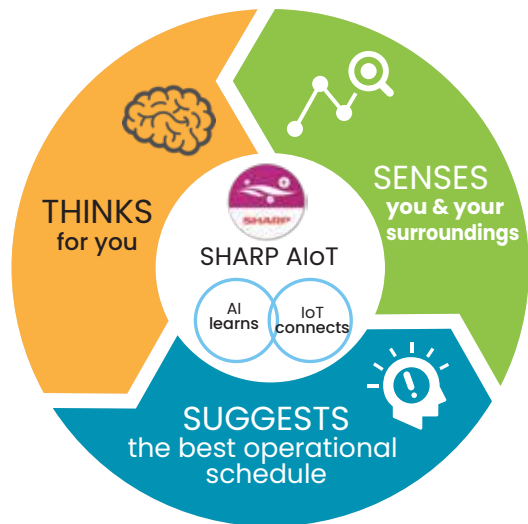 THINKS
for you
SENSES
you & your
surroundings
SHARP
SHARP AIoT
AI
learns
IoT
connects
SUGGESTS
the best operational
schedule